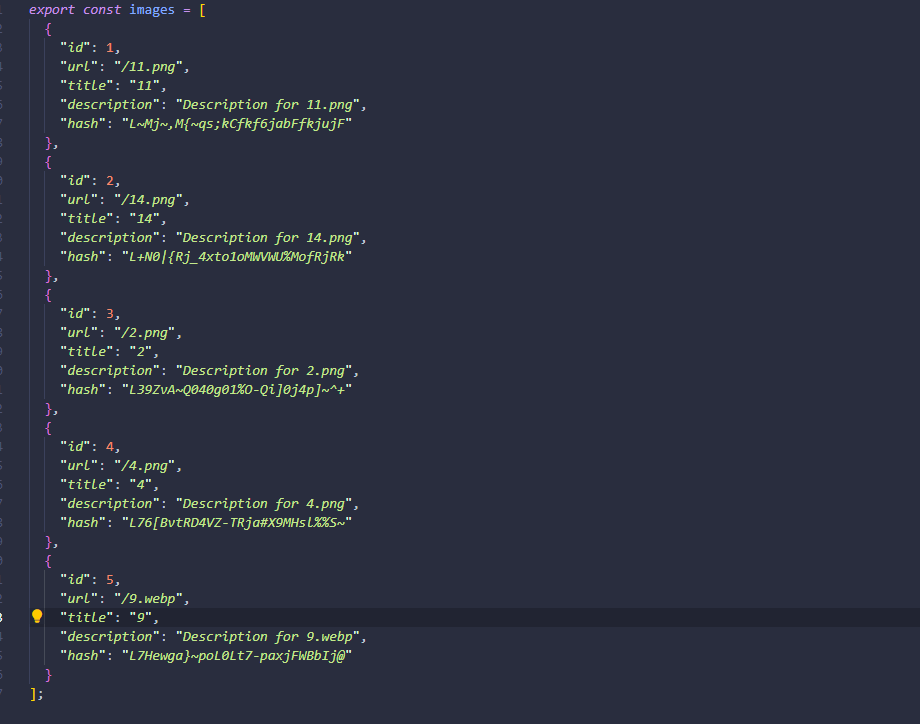 export const images = [
{
"id": 1,
"url": "/11.png",
"title": "11",
"description": "Description for 11.png",
"hash": "L~Mj~,M{~qs;kCfkf6jabFfkjujF"
},
{
"id": 2,
"url": "/14.png",
"title": "14",
"description": "Description for 14.png",
"hash": "L+N0|{Rj_4xto1oMWVWU%MofRjRk"
},
{
"id": 3,
"url": "/2.png",
"title": "2",
"description": "Description for 2.png",
"hash": "L39ZvA~Q040g01%O-Qi]0j4p]~^+"
},
{
"id": 4,
"url": "/4.png",
"title": "4",
"description": "Description for 4.png",
"hash": "L76[BvtRD4VZ-TRja#X9MHsl%%S~"
},
{
"id": 5,
"url": "/9.webp",
"title": "9",
"description": "Description for 9.webp",
"hash": "L7Hewga}~poL0Lt7-paxjFWBbIj@"
}
];